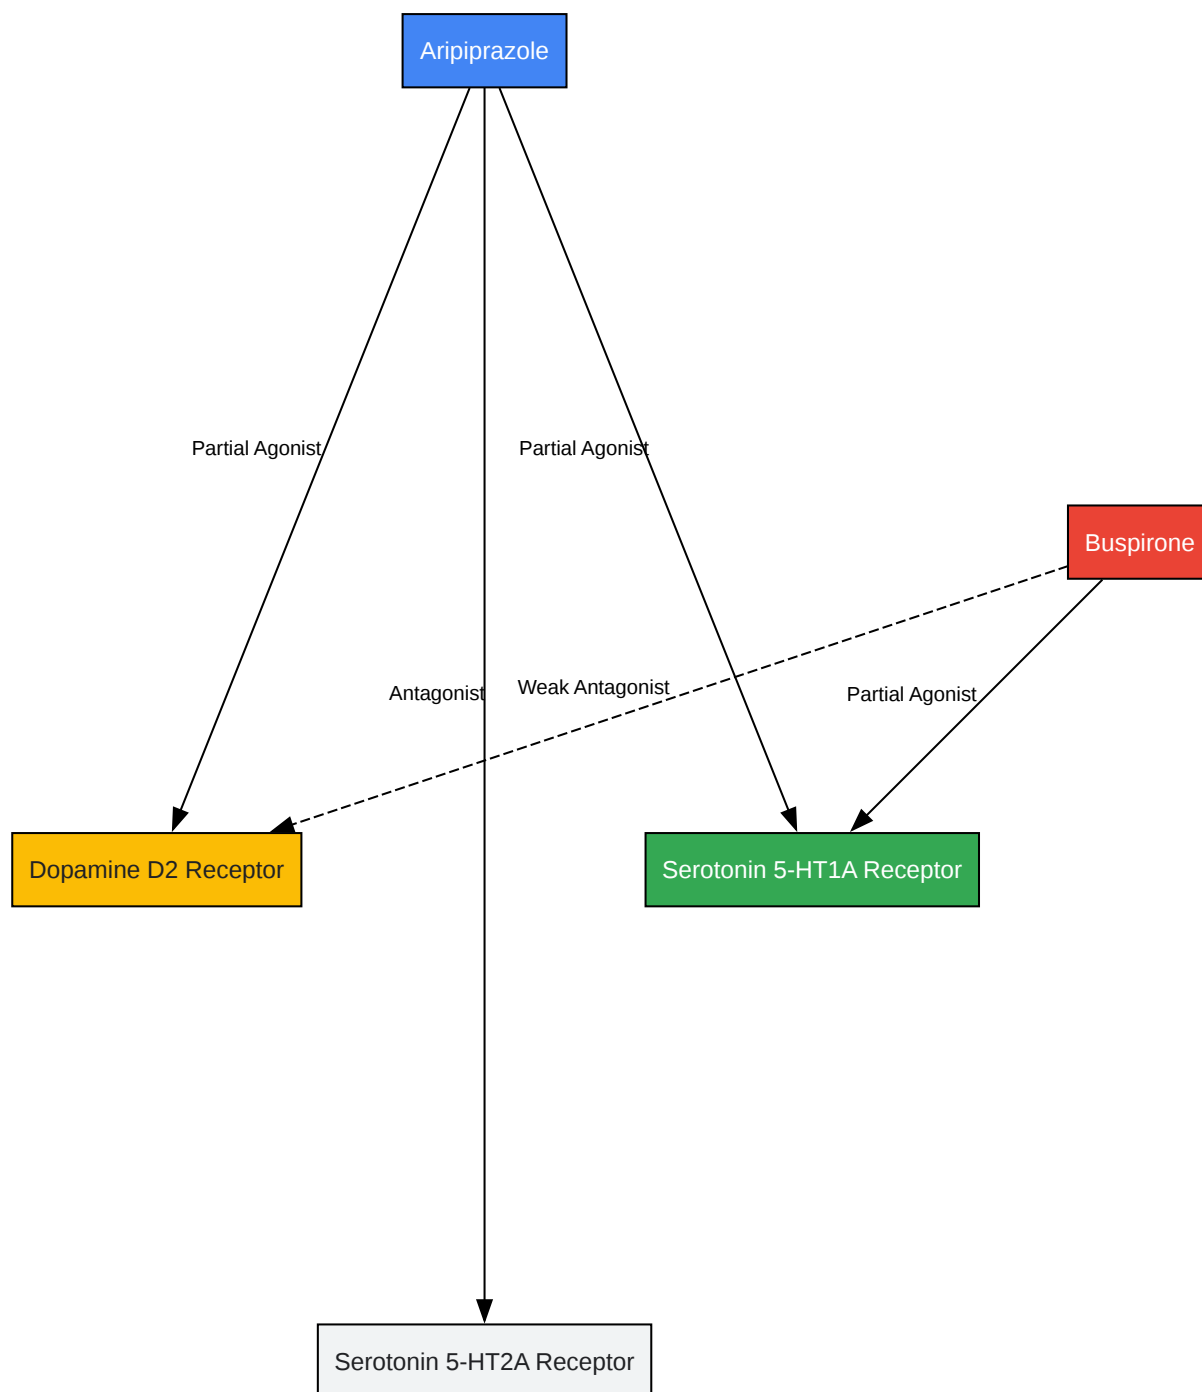 Aripiprazole
Partial Agonist
Partial Agonist
Buspirone
Antagonist
Weak Antagonist
Partial Agonist
Dopamine D2 Receptor
Serotonin 5-HT1A Receptor
Serotonin 5-HT2A Receptor